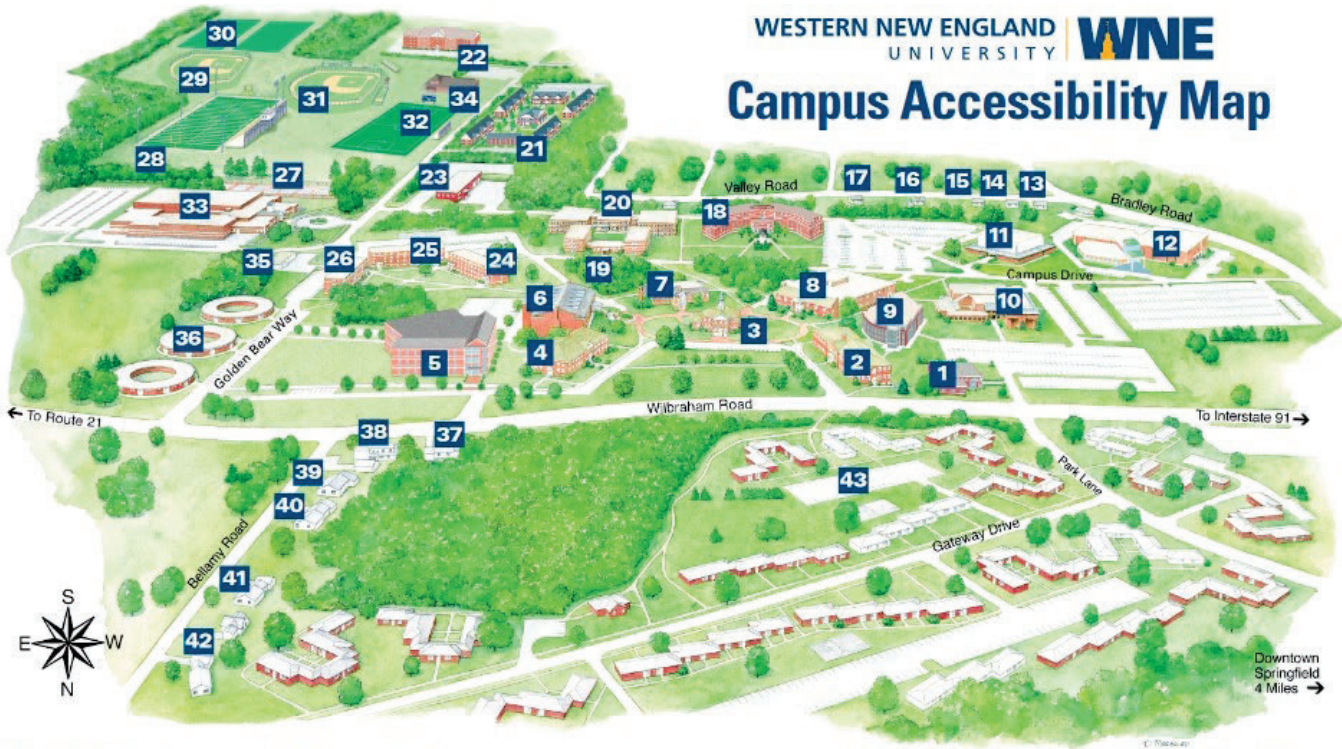 WESTERN NEW ENGLAND
UNIVERSITY
WNE
Campus Accessibility Map
30
22
29
31
34
32
21
28
27
23
17
16
15
14
13
Valley Road
Bradley Road
33
20
18
11
12
35
26
25
24
19
7
8
Campus Drive
6
9
10
36
3
Golden Bear Way
5
4
2
1
← To Route 21
Wilbraham Road
To Interstate 91 →
38
37
39
43
Park Lane
40
Gateway Drive
Bellamy Road
41
42
S
E
W
N
Downtown
Springfield
4 Miles →